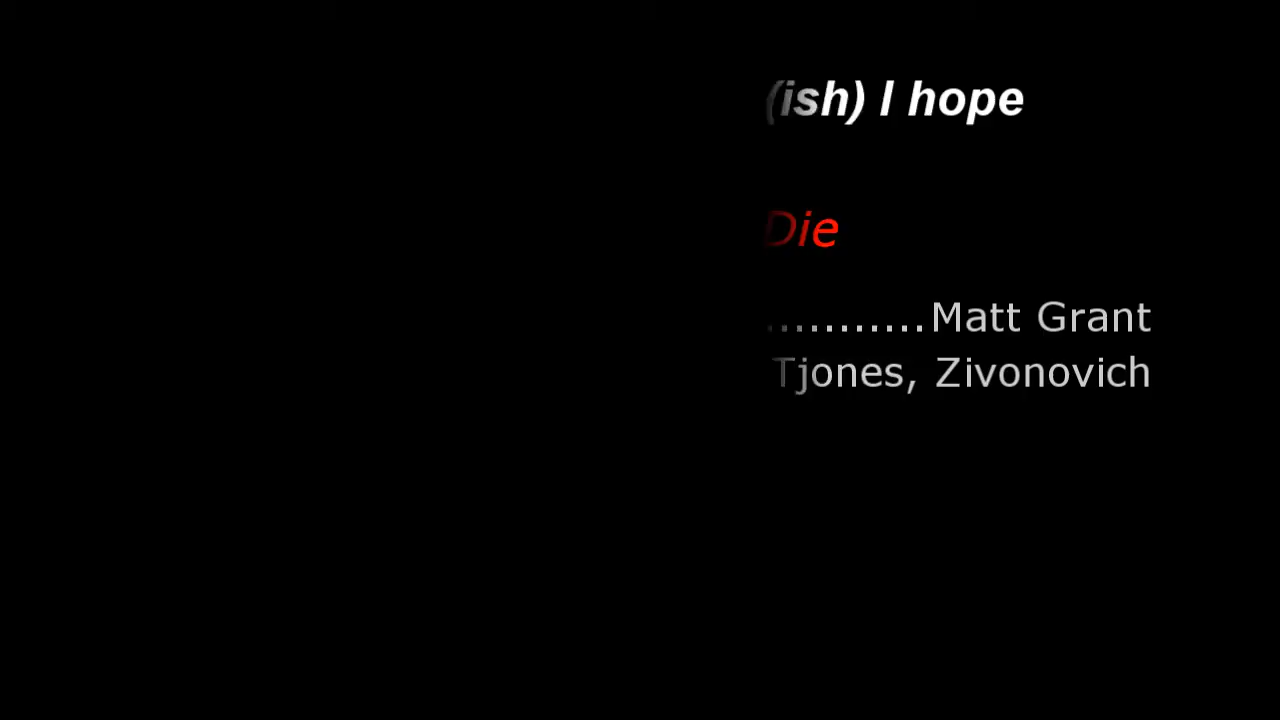 (ish) I hope
Die
...........Matt Grant
Tjones, Zivonovich